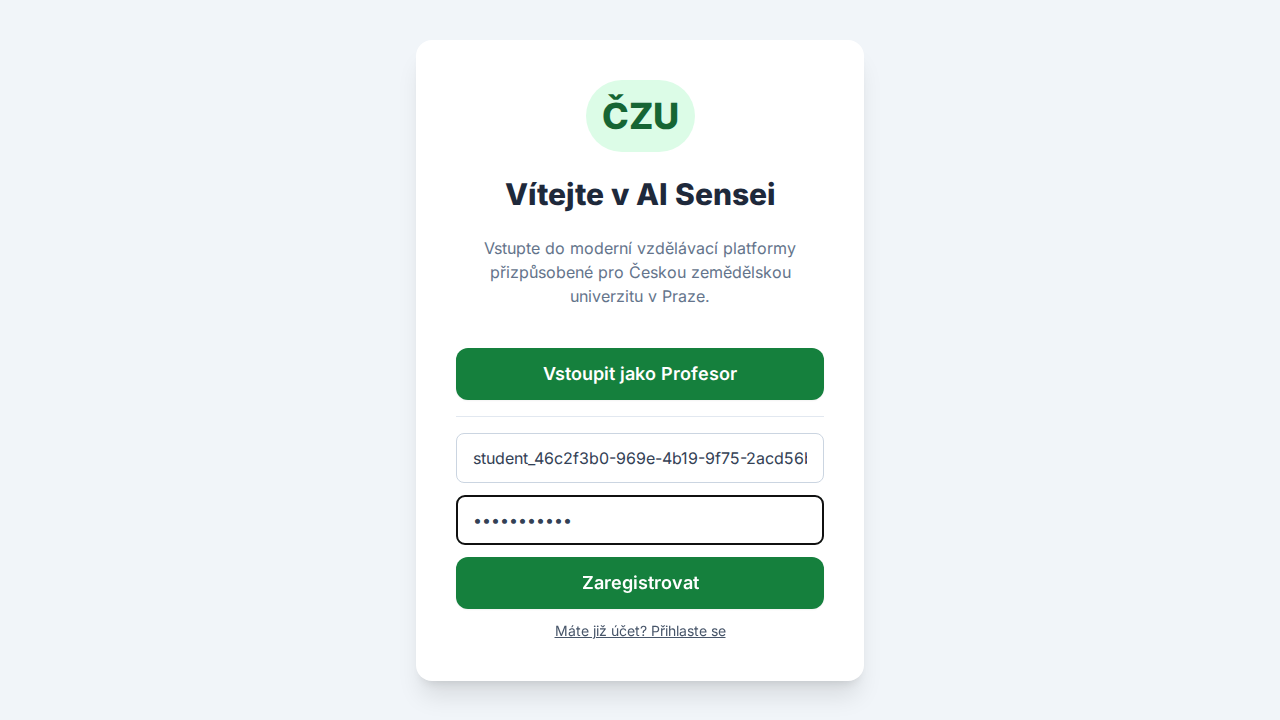 ČZU
Vítejte v AI Sensei
Vstupte do moderní vzdělávací platformy
přizpůsobené pro Českou zemědělskou
univerzitu v Praze.
Vstoupit jako Profesor
student_46c2f3b0-969e-4b19-9f75-2acd56
•••••••••••
Zaregistrovat
Máte již účet? Přihlaste se